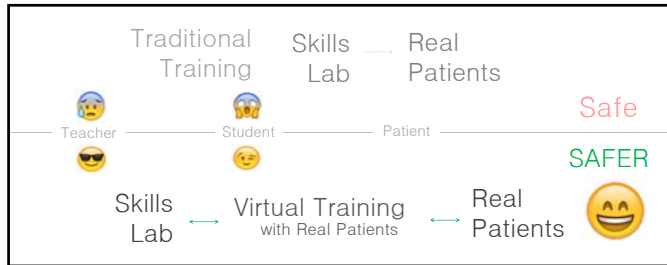 Traditional
Training
Skills
Lab
Real
Patients
Safe
Teacher
Student
Patient
SAFER
Skills
Lab
Virtual Training
with Real Patients
Real
Patients